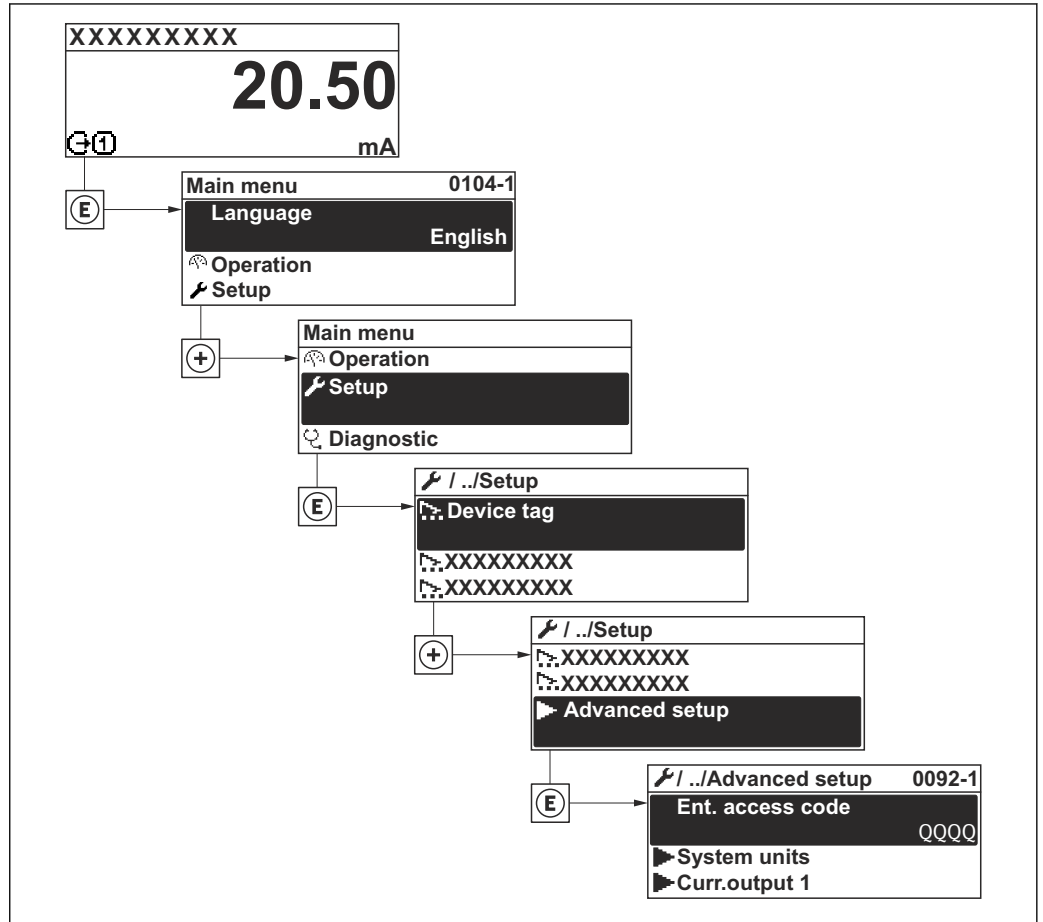 XXXXXXXXX
20.50
1
mA
E
Main menu 0104-1
Language
English
Operation
Setup
+
Main menu
Operation
Setup
Diagnostic
E
/ ../Setup
Device tag
XXXXXXXXX
XXXXXXXXX
+
/ ../Setup
XXXXXXXXX
XXXXXXXXX
Advanced setup
E
/ ../Advanced setup 0092-1
Ent. access code
QQQQ
System units
Curr.output 1